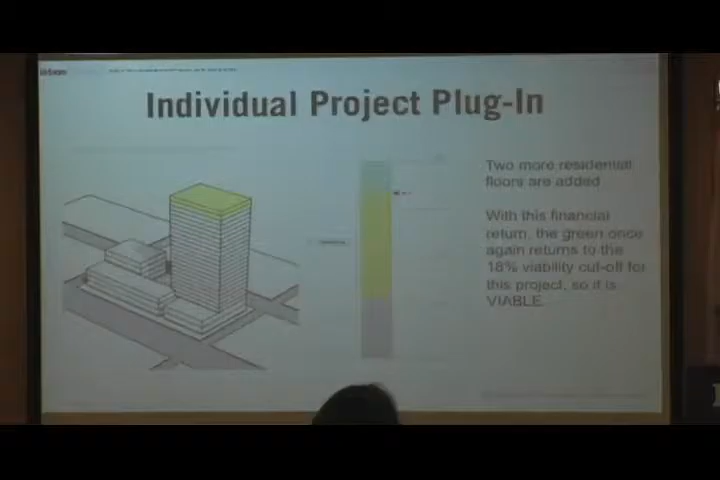 Individual Project Plug-In
Two more residential
floors are added
With this financial
return, the green once
again returns to the
18% viability cut-off for
this project, so it is
VIABLE.